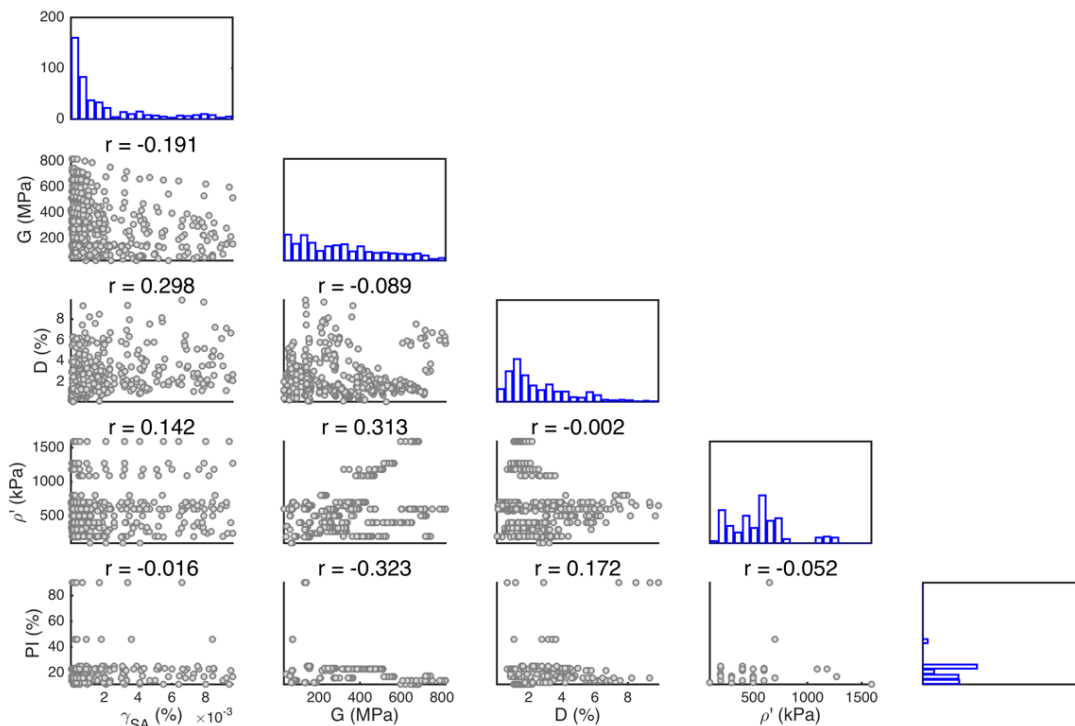 200
100
0
r = -0.191
800
600
400
200
G (MPa)
r = 0.298
r = -0.089
8
6
4
2
D (%)
r = 0.142
r = 0.313
r = -0.002
1500
1000
500
ρ' (kPa)
r = -0.016
r = -0.323
r = 0.172
r = -0.052
80
60
40
20
PI (%)
2 4 6 8
γSA (%) ×10-3
200 400 600 800
G (MPa)
2 4 6 8
D (%)
500 1000 1500
ρ' (kPa)